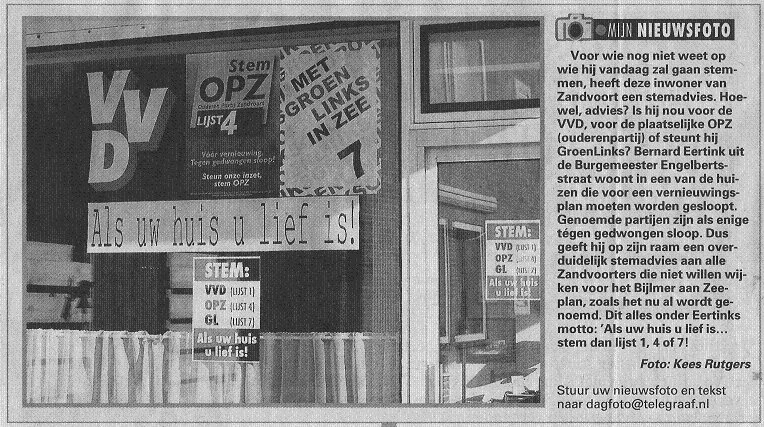 VVD
Stem
OPZ
Ouderen Partij Zandvoort
LIJST 4
Voor vernieuwing.
Tegen gedwongen sloop!
Steun onze inzet,
stem OPZ
MET
GROEN
LINKS
IN ZEE
7
Als uw huis u lief is!
STEM:
VVD (LIJST 1)
OPZ (LIJST 4)
GL (LIJST 7)
Als uw huis
u lief is!
STEM:
VVD (LIJST 1)
OPZ (LIJST 4)
GL (LIJST 7)
Als uw huis
u lief is!
MIJN NIEUWSFOTO
Voor wie nog niet weet op
wie hij vandaag zal gaan stem-
men, heeft deze inwoner van
Zandvoort een stemadvies. Hoe-
wel, advies? Is hij nou voor de
VVD, voor de plaatselijke OPZ
(ouderenpartij) of steunt hij
GroenLinks? Bernard Eertink uit
de Burgemeester Engelberts-
straat woont in een van de hui-
zen die voor een vernieuwings-
plan moeten worden gesloopt.
Genoemde partijen zijn als enige
tégen gedwongen sloop. Dus
geeft hij op zijn raam een over-
duidelijk stemadvies aan alle
Zandvoorters die niet willen wij-
ken voor het Bijlmer aan Zee-
plan, zoals het nu al wordt ge-
noemd. Dit alles onder Eertinks
motto: 'Als uw huis u lief is...
stem dan lijst 1, 4 of 7!
Foto: Kees Rutgers
Stuur uw nieuwsfoto en tekst
naar dagfoto@telegraaf.nl